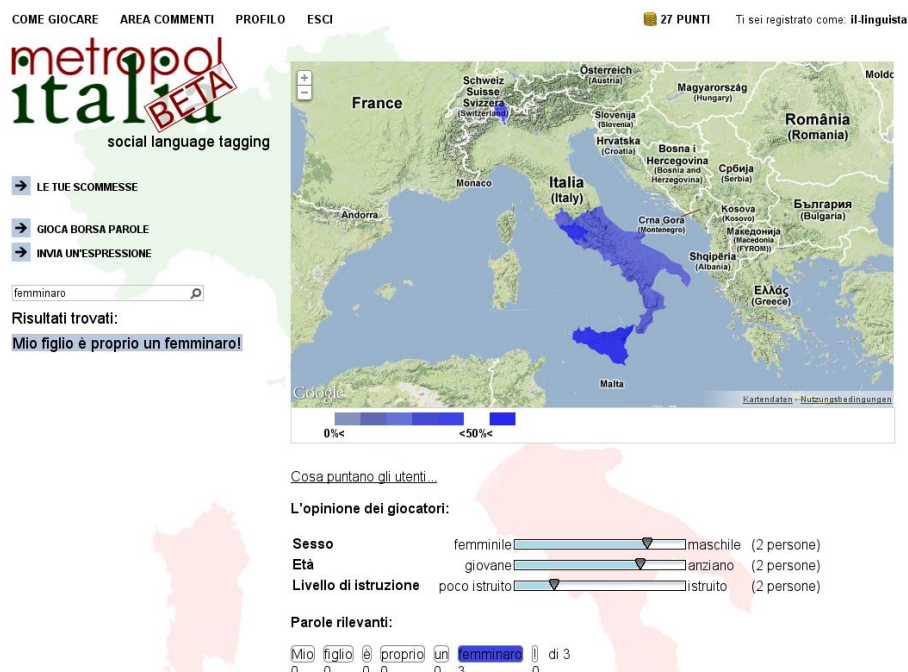 COME GIOCARE AREA COMMENTI PROFILO ESCI
27 PUNTI Ti sei registrato come: il-linguista
metropol
italia
BETA
social language tagging
LE TUE SCOMMESSE
GIOCA BORSA PAROLE
INVIA UN'ESPRESSIONE
femminaro
Risultati trovati:
Mio figlio è proprio un femminaro!
+
−
France
Schweiz
Suisse
Svizzera
(Switzerland)
Österreich
(Austria)
Magyarország
(Hungary)
Moldo
Slovenija
(Slovenia)
Hrvatska
(Croatia)
România
(Romania)
Bosna i
Hercegovina
(Bosnia and
Herzegovina)
Србија
(Serbia)
Monaco
Italia
(Italy)
Andorra
Crna Gora
(Montenegro)
Kosova
(Kosovo)
България
(Bulgaria)
Македонија
(Macedonia
(FYROM))
Shqipëria
(Albania)
Ελλάς
(Greece)
Malta
Google
Kartendaten - Nutzungsbedingungen
0%< <50%<
Cosa puntano gli utenti...
L'opinione dei giocatori:
Sesso femminile maschile (2 persone)
Età giovane anziano (2 persone)
Livello di istruzione poco istruito istruito (2 persone)
Parole rilevanti:
Mio figlio è proprio un femminaro ! di 3
0 0 0 0 0 3 0